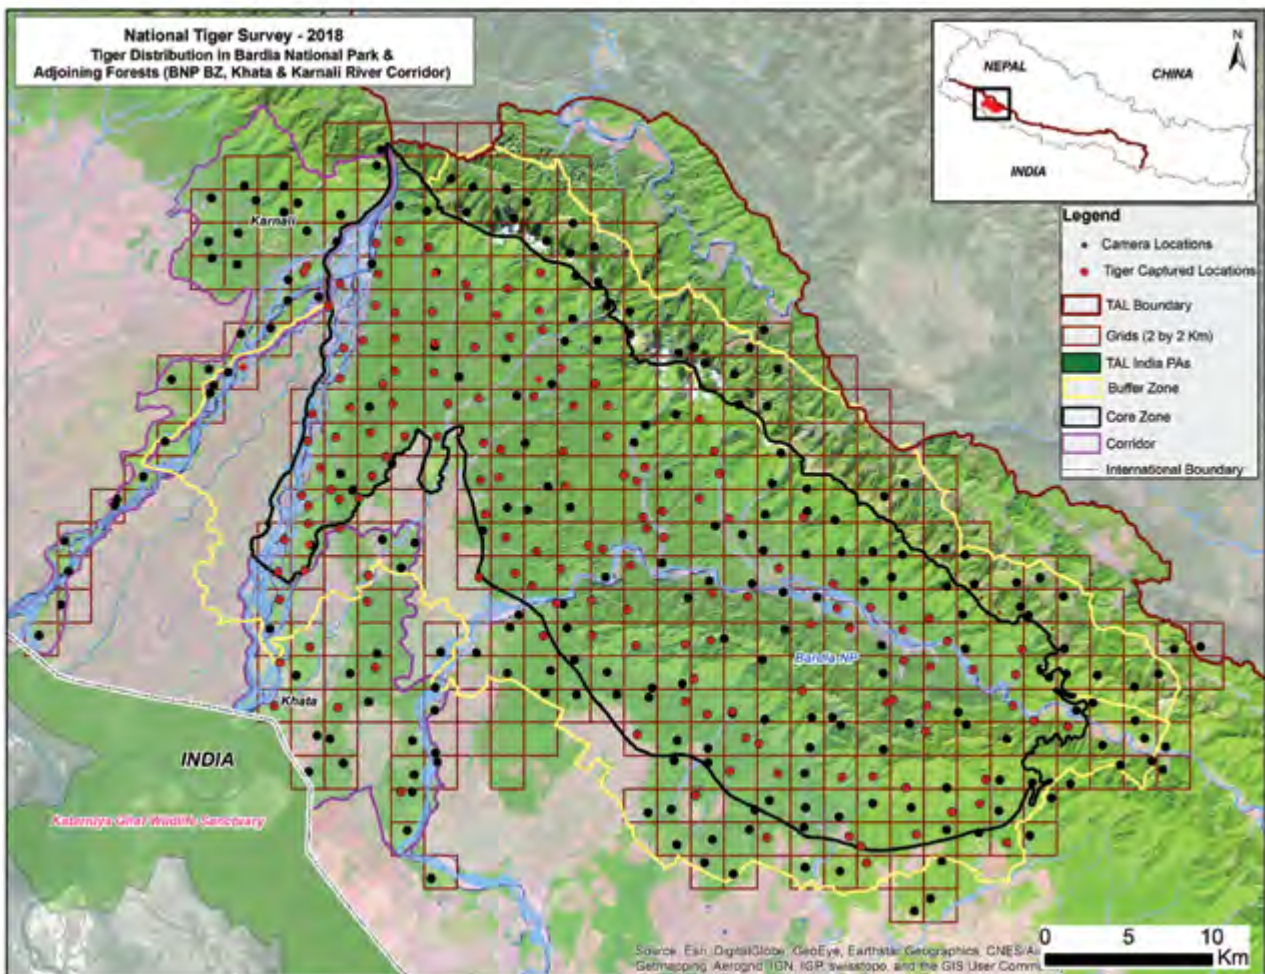 National Tiger Survey - 2018
Tiger Distribution in Bardia National Park &
Adjoining Forests (BNP BZ, Khata & Karnali River Corridor)
N
NEPAL
CHINA
INDIA
Legend
Camera Locations
Tiger Captured Locations
TAL Boundary
Grids (2 by 2 Km)
TAL India PAs
Buffer Zone
Core Zone
Corridor
International Boundary
Karnali
Bardia NP
Khata
INDIA
Katerniya Ghat Wildlife Sanctuary
Source: Esri, DigitalGlobe, GeoEye, Earthstar Geographics, CNES/Ai
Getmapping, Aerogrid, IGN, IGP, swisstopo, and the GIS User Comm
0 5 10
Km